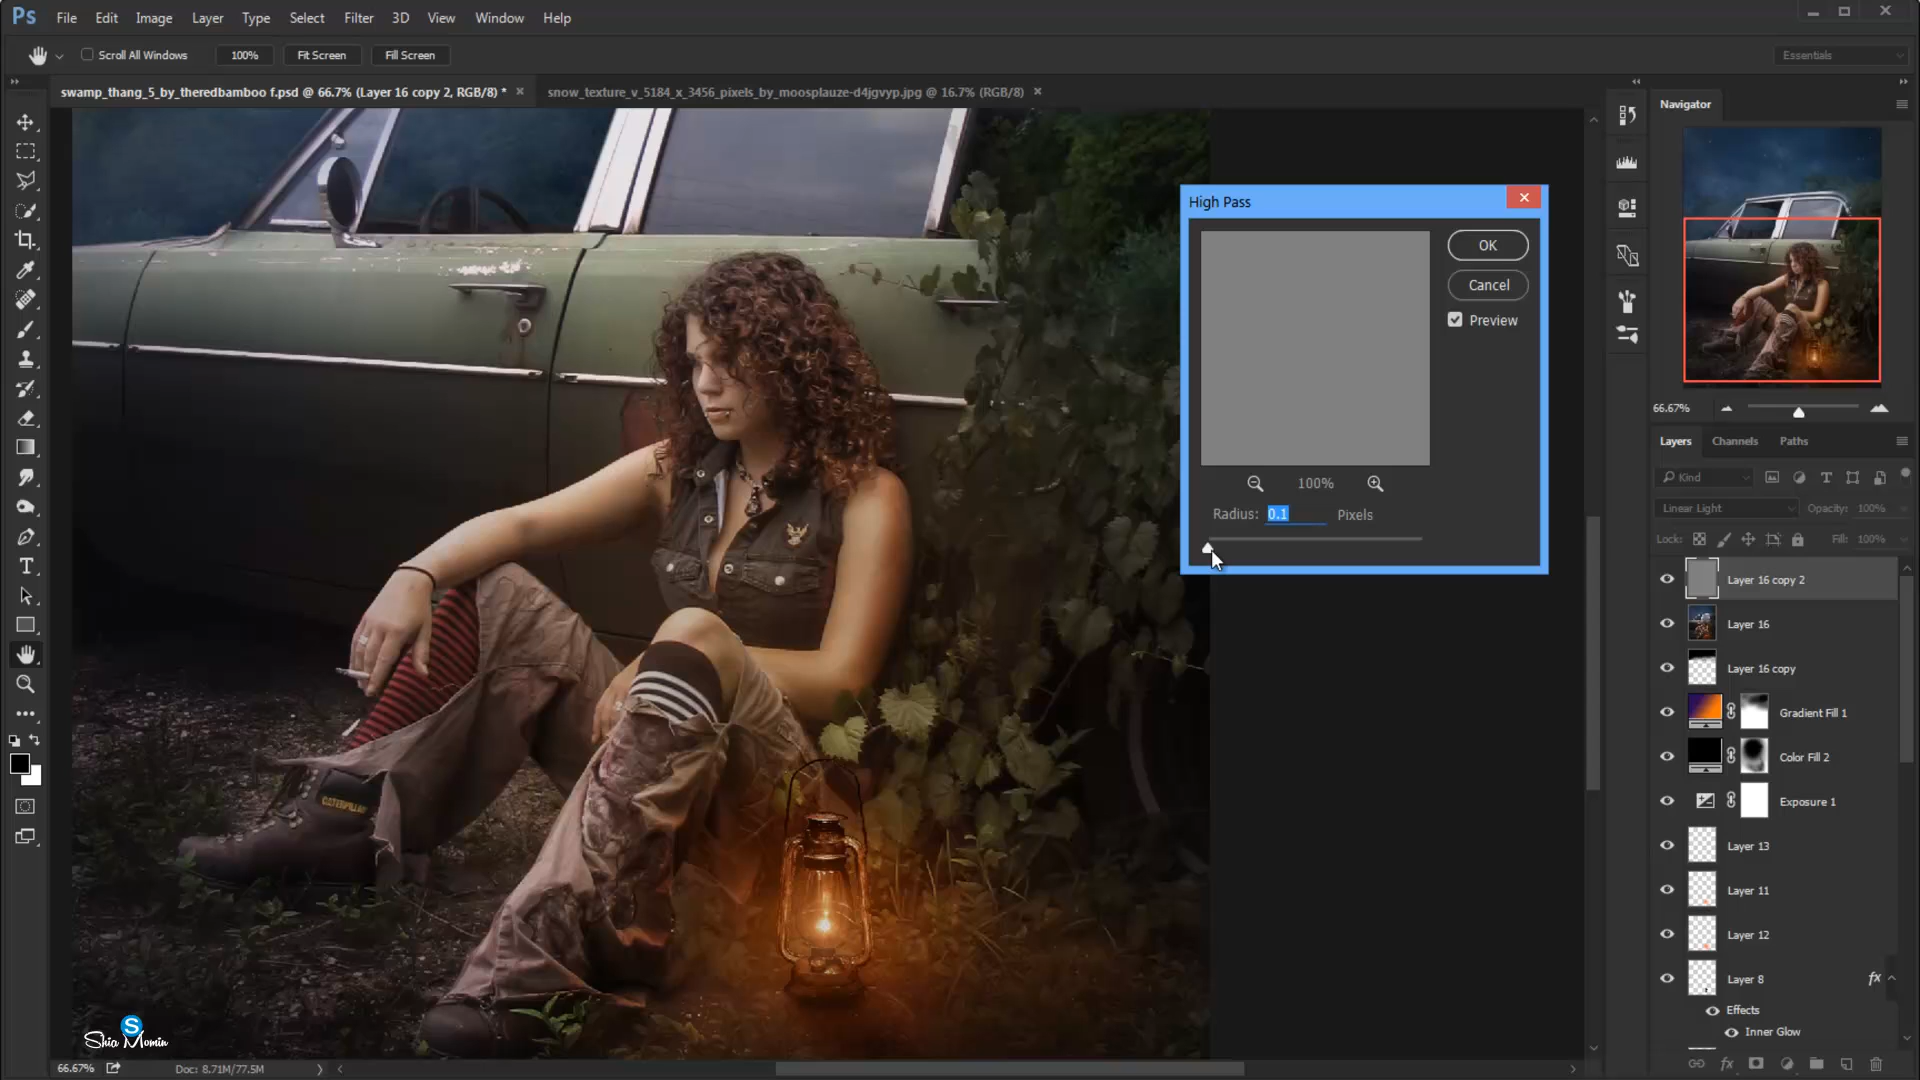 Ps File Edit Image Layer Type Select Filter 3D View Window Help
Scroll All Windows 100% Fit Screen Fill Screen Essentials
swamp_thang_5_by_theredbamboo f.psd @ 66.7% (Layer 16 copy 2, RGB/8) * snow_texture_v_5184_x_3456_pixels_by_moosplauze-d4jgvyp.jpg @ 16.7% (RGB/8)
Navigator
High Pass
OK
Cancel
Preview
100%
Radius: 0.1 Pixels
66.67%
Layers Channels Paths
Kind
Linear Light Opacity: 100%
Lock: Fill: 100%
Layer 16 copy 2
Layer 16
Layer 16 copy
Gradient Fill 1
Color Fill 2
Exposure 1
Layer 13
Layer 11
Layer 12
Layer 8 fx
Effects
Inner Glow
CATERPILLAR
S
Shia Momin
66.67% Doc: 8.71M/77.5M
fx